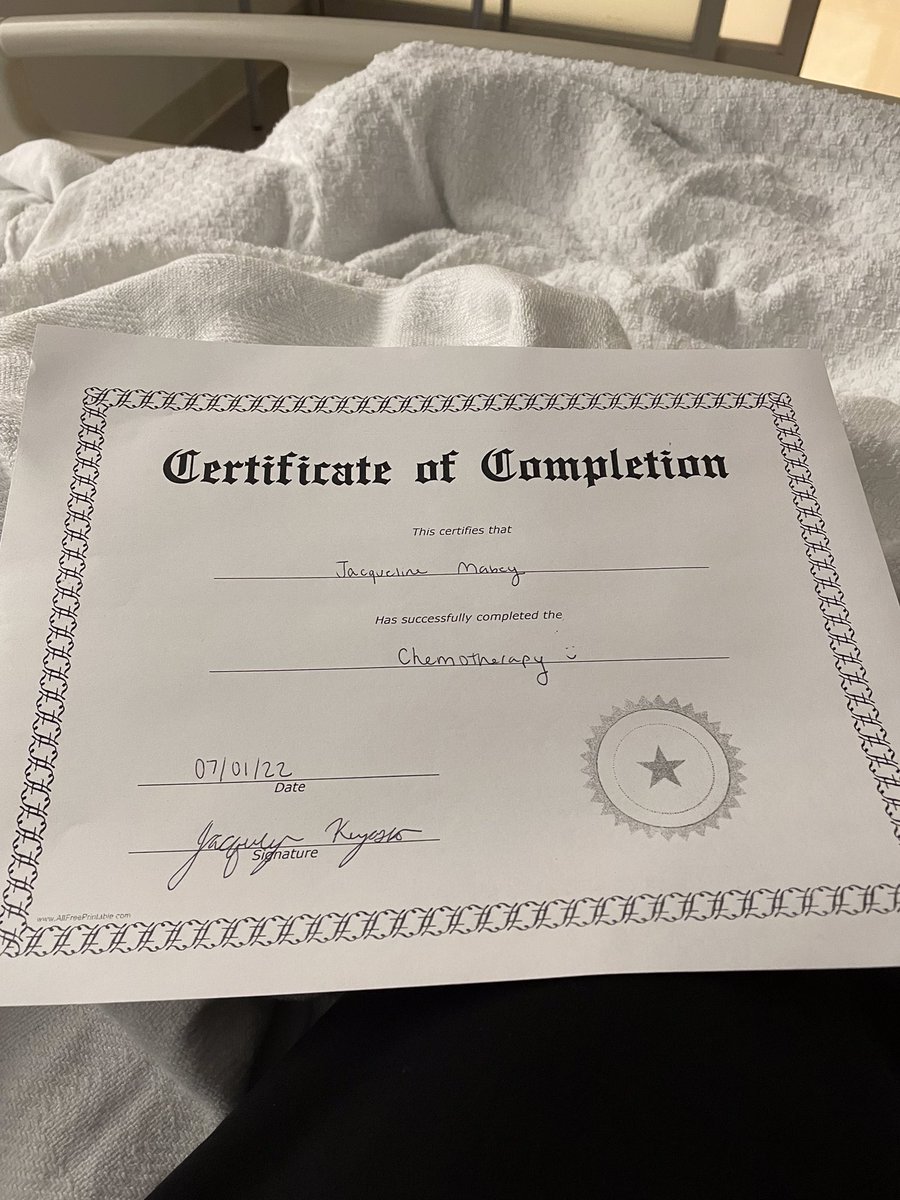 Certificate of Completion
This certifies that
Jacqueline Mabey
Has successfully completed the
Chemotherapy
07/01/22
Date
Jacquelyn
Signature
www.AllFreePrintable.com